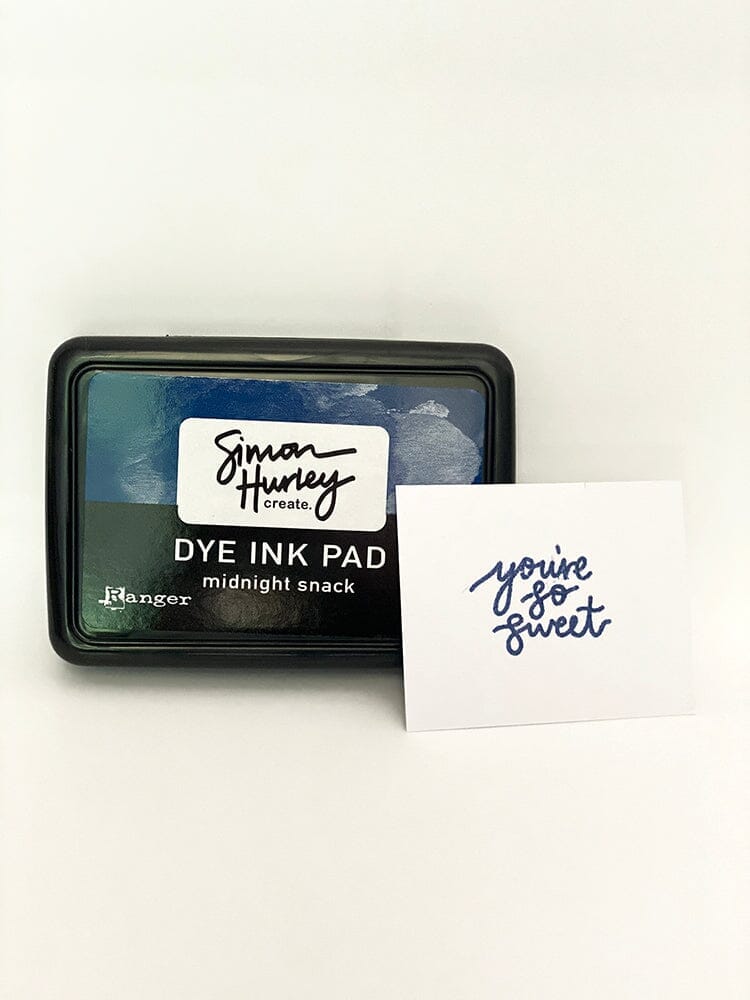 Simon
Hurley
create.
DYE INK PAD
midnight snack
Ranger
you're
so
sweet